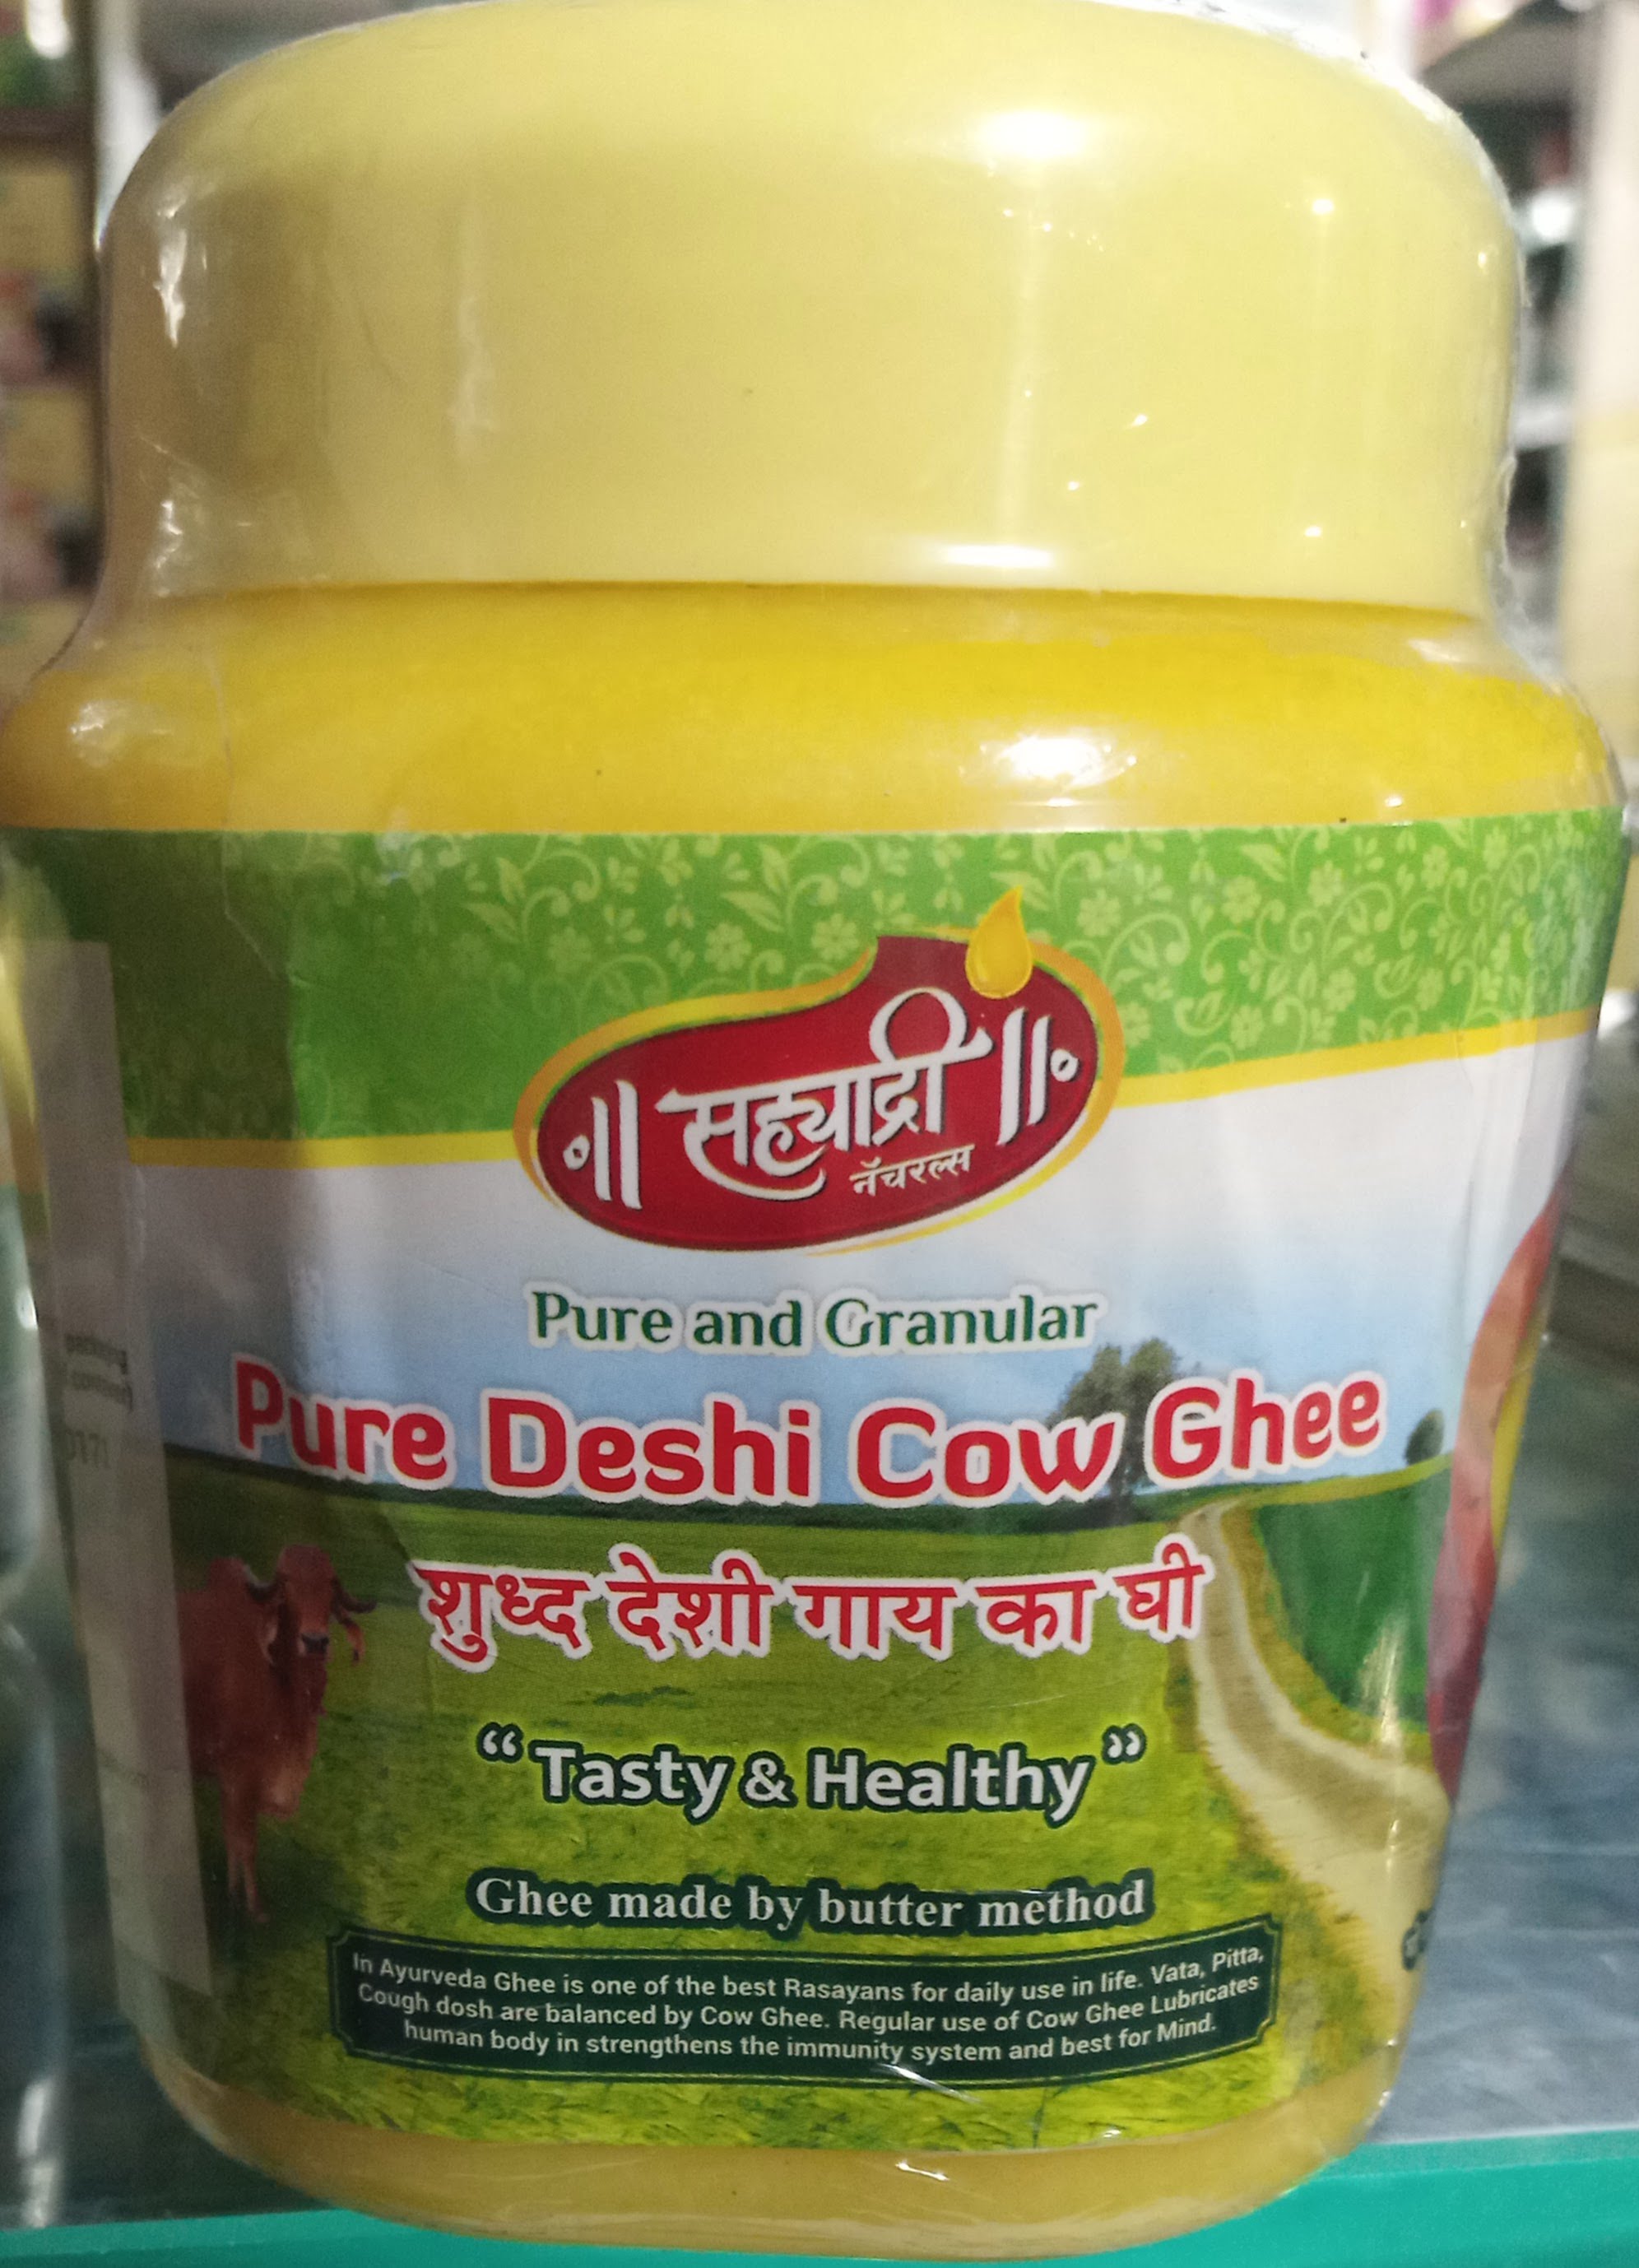 ॥ सह्याद्री ॥
नॅचरल्स
Pure and Granular
Pure Deshi Cow Ghee
शुध्द देशी गाय का घी
“Tasty & Healthy”
Ghee made by butter method
In Ayurveda Ghee is one of the best Rasayans for daily use in life. Vata, Pitta,
Cough dosh are balanced by Cow Ghee. Regular use of Cow Ghee Lubricates
human body in strengthens the immunity system and best for Mind.